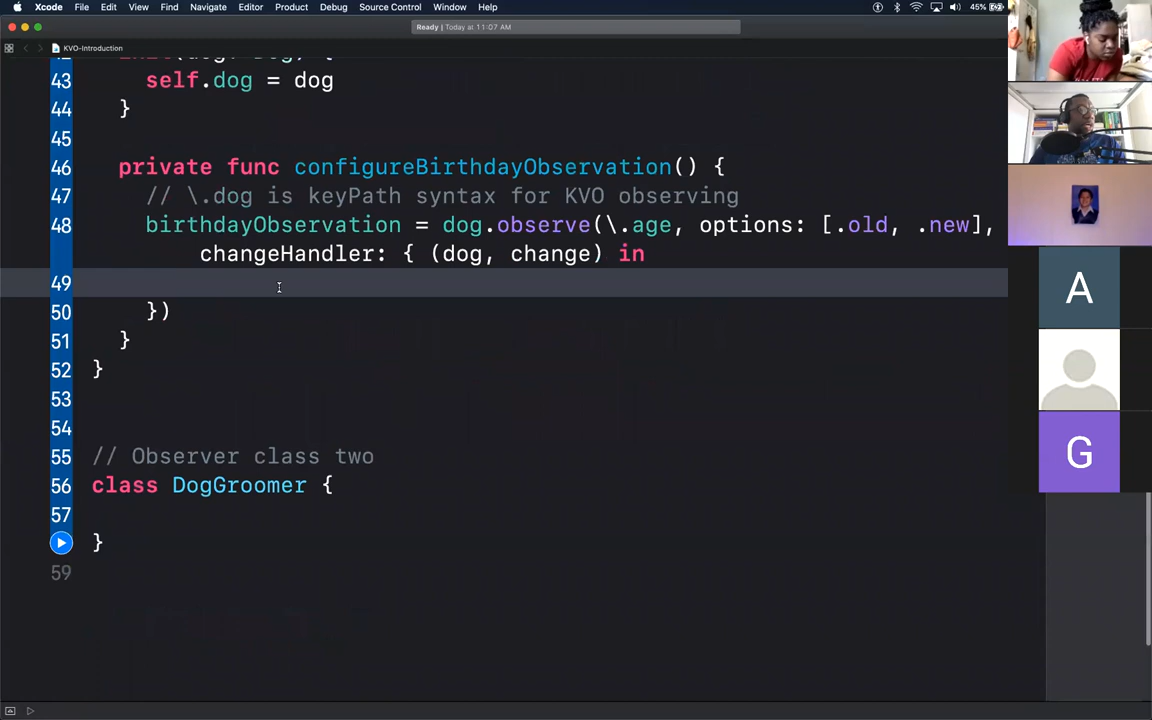 Xcode File Edit View Find Navigate Editor Product Debug Source Control Window Help 45%
Ready | Today at 11:07 AM
KVO-Introduction
43 self.dog = dog
44 }
45
46 private func configureBirthdayObservation() {
47 // \.dog is keyPath syntax for KVO observing
48 birthdayObservation = dog.observe(\.age, options: [.old, .new],
changeHandler: { (dog, change) in
49
50 })
51 }
52 }
53
54
55 // Observer class two
56 class DogGroomer {
57
}
59
A
G